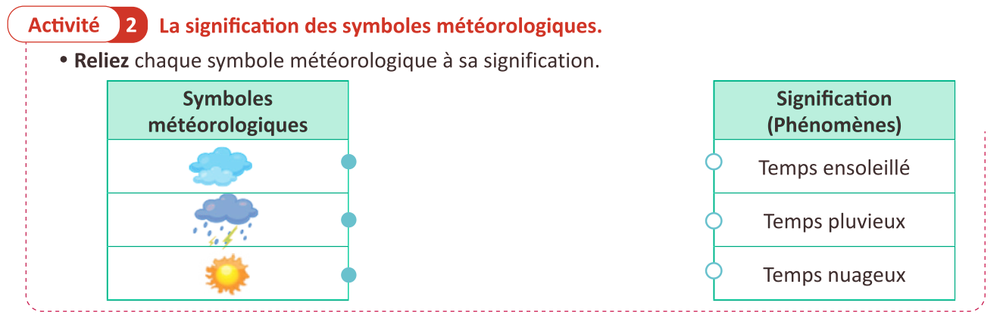 Activité 2 La signification des symboles météorologiques.
• Reliez chaque symbole météorologique à sa signification.
Symboles
météorologiques
Signification
(Phénomènes)
Temps ensoleillé
Temps pluvieux
Temps nuageux